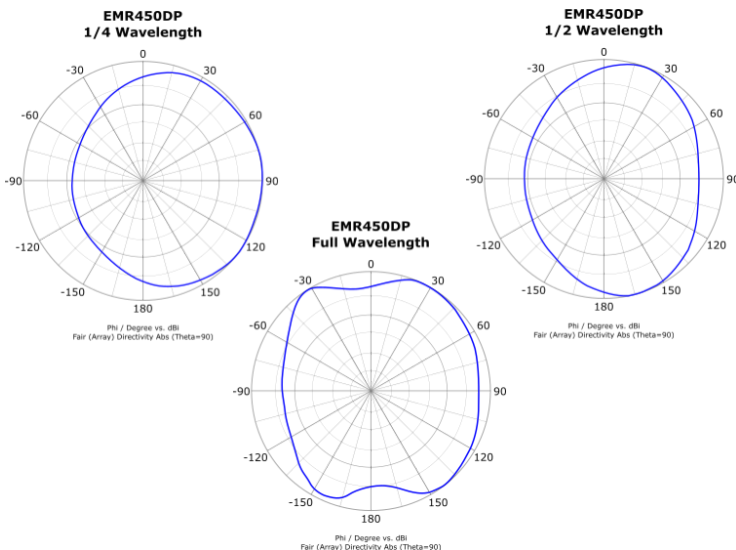 EMR450DP
1/4 Wavelength
0
-30 30
-60 60
-90 90
-120 120
-150 150
180
Phi / Degree vs. dBi
Fair (Array) Directivity Abs (Theta=90)
EMR450DP
1/2 Wavelength
0
-30 30
-60 60
-90 90
-120 120
-150 150
180
Phi / Degree vs. dBi
Fair (Array) Directivity Abs (Theta=90)
EMR450DP
Full Wavelength
0
-30 30
-60 60
-90 90
-120 120
-150 150
180
Phi / Degree vs. dBi
Fair (Array) Directivity Abs (Theta=90)